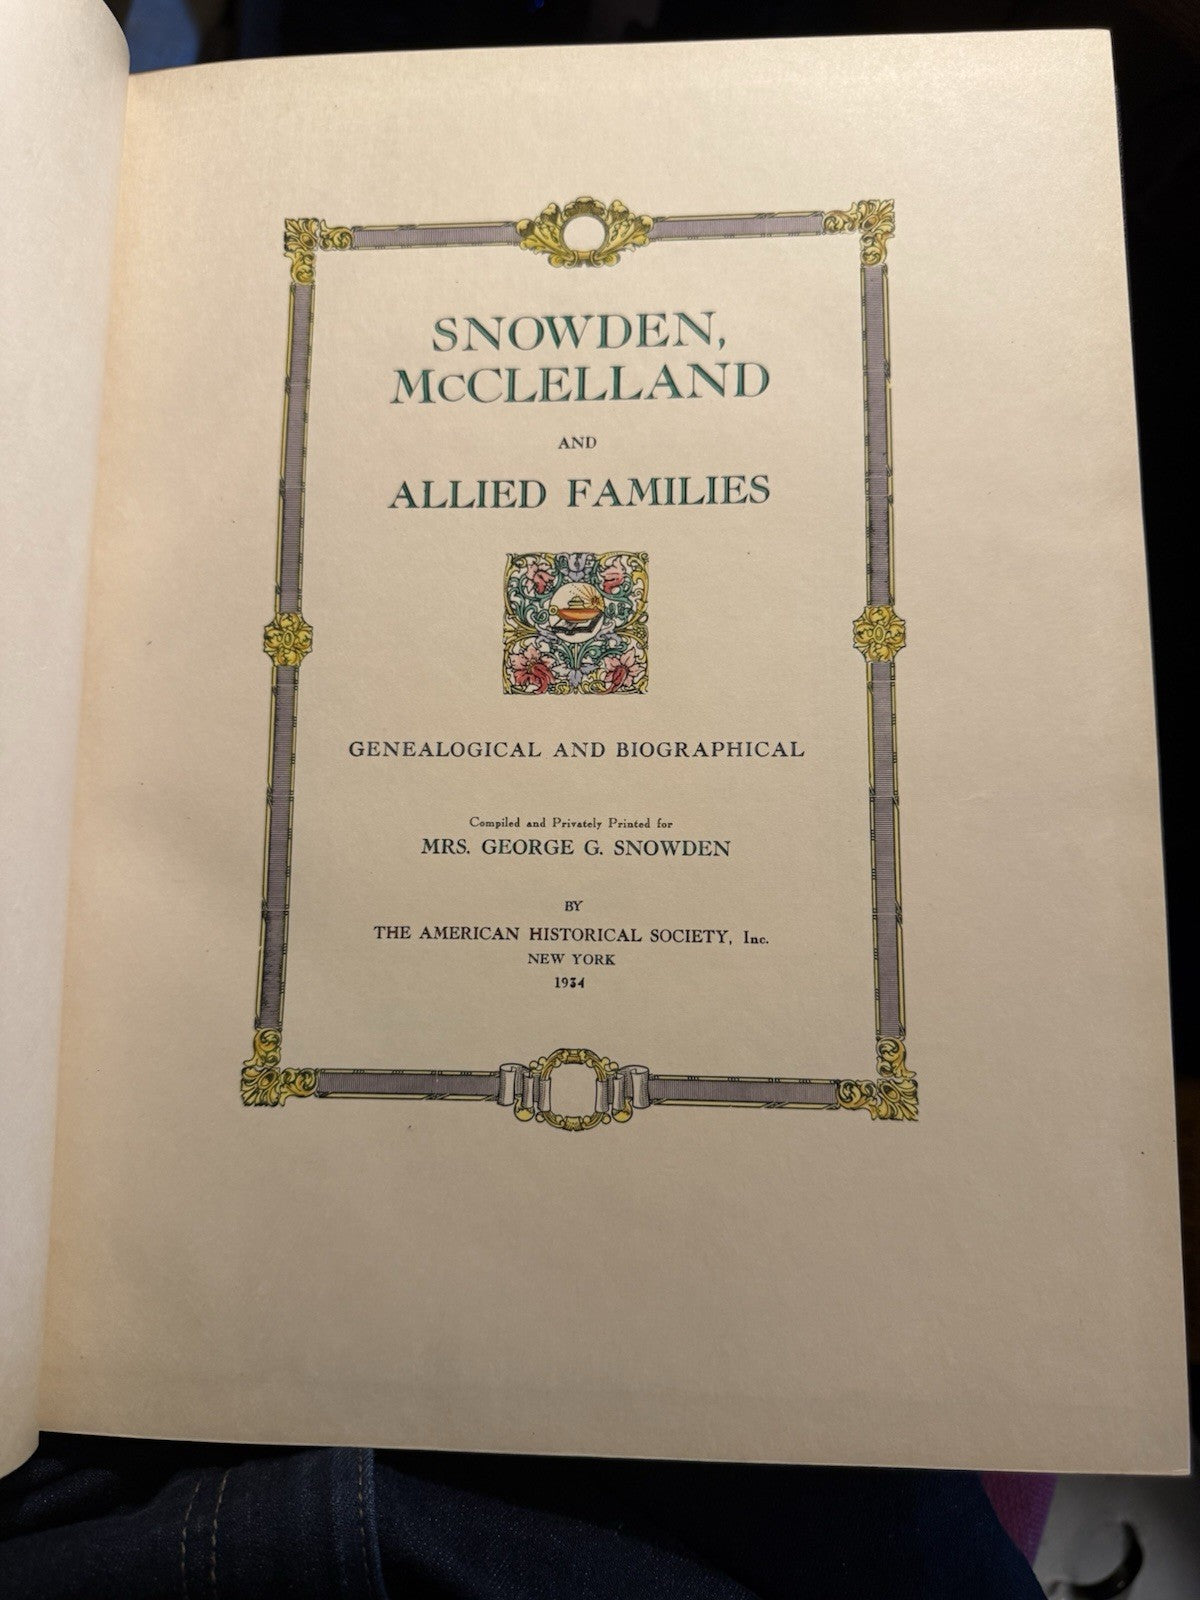 SNOWDEN,
McCLELLAND
AND
ALLIED FAMILIES
GENEALOGICAL AND BIOGRAPHICAL
Compiled and Privately Printed for
MRS. GEORGE G. SNOWDEN
BY
THE AMERICAN HISTORICAL SOCIETY, Inc.
NEW YORK
1934